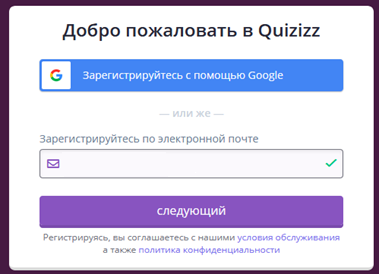 Добро пожаловать в Quizizz
Зарегистрируйтесь с помощью Google
— или же —
Зарегистрируйтесь по электронной почте
следующий
Регистрируясь, вы соглашаетесь с нашими условия обслуживания
а также политика конфиденциальности